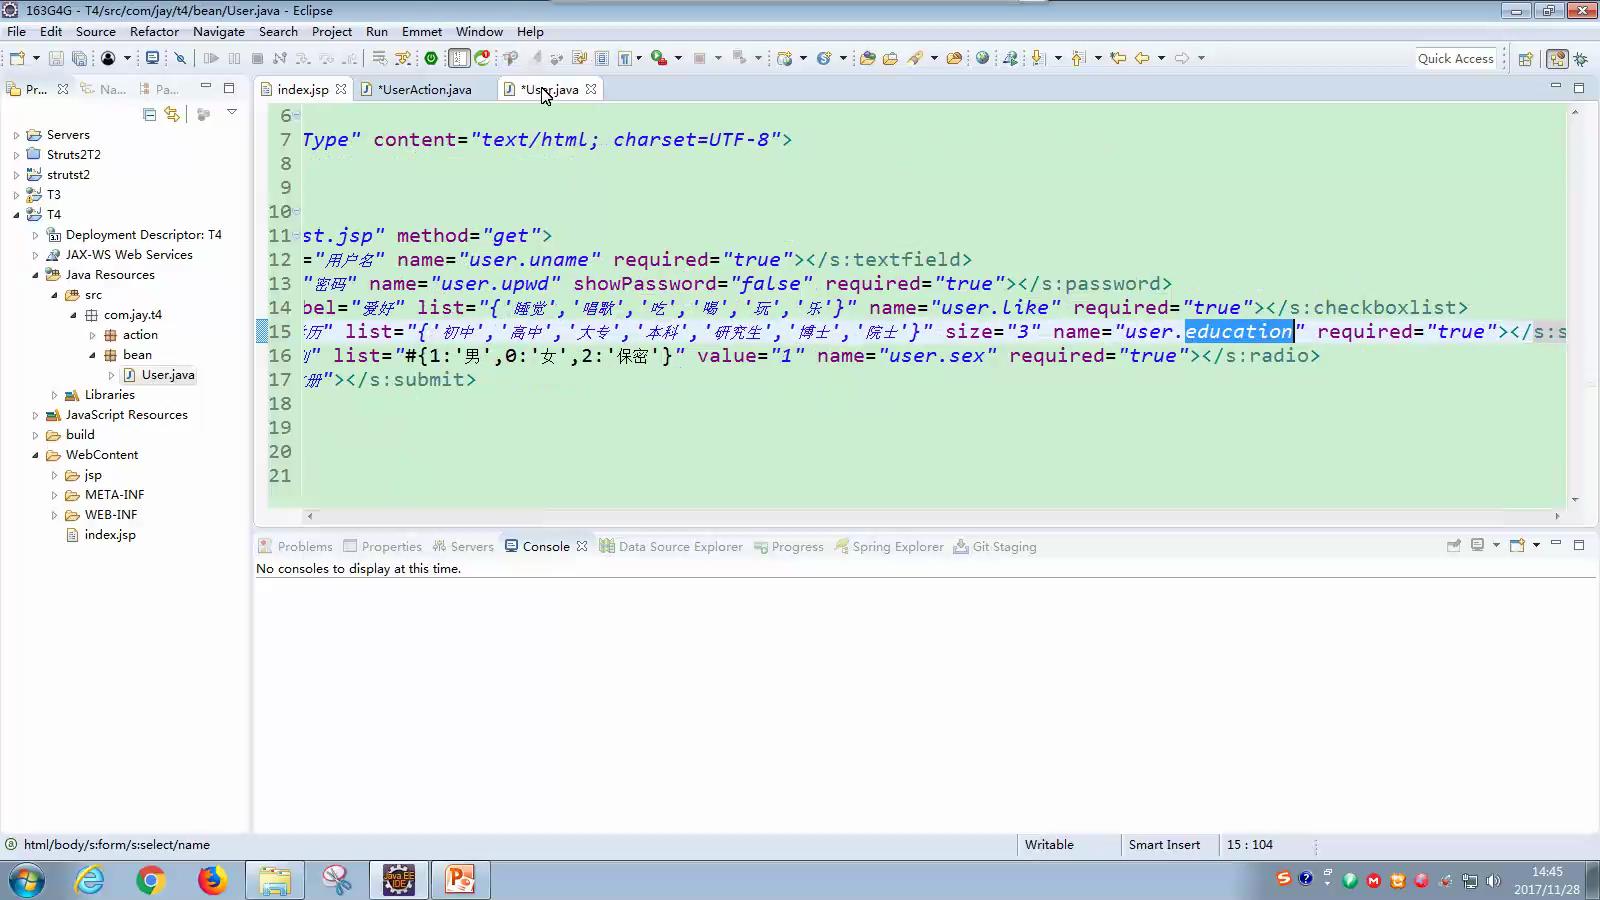 163G4G - T4/src/com/jay/t4/bean/User.java - Eclipse
File Edit Source Refactor Navigate Search Project Run Emmet Window Help
Quick Access
Pr... Na... Pa...
index.jsp *UserAction.java *User.java
Servers
Struts2T2
strutst2
T3
T4
Deployment Descriptor: T4
JAX-WS Web Services
Java Resources
src
com.jay.t4
action
bean
User.java
Libraries
JavaScript Resources
build
WebContent
jsp
META-INF
WEB-INF
index.jsp
6
7 Type" content="text/html; charset=UTF-8">
8
9
10
11 st.jsp" method="get">
12 ="用户名" name="user.uname" required="true"></s:textfield>
13 "密码" name="user.upwd" showPassword="false" required="true"></s:password>
14 bel="爱好" list="{'睡觉','唱歌','吃','喝','玩','乐'}" name="user.like" required="true"></s:checkboxlist>
15 历" list="{'初中','高中','大专','本科','研究生','博士','院士'}" size="3" name="user.education" required="true"></s:s
16 " list="#{1:'男',0:'女',2:'保密'}" value="1" name="user.sex" required="true"></s:radio>
17 册"></s:submit>
18
19
20
21
Problems Properties Servers Console Data Source Explorer Progress Spring Explorer Git Staging
No consoles to display at this time.
html/body/s:form/s:select/name
Writable Smart Insert 15 : 104
Java EE
IDE
14:45
2017/11/28